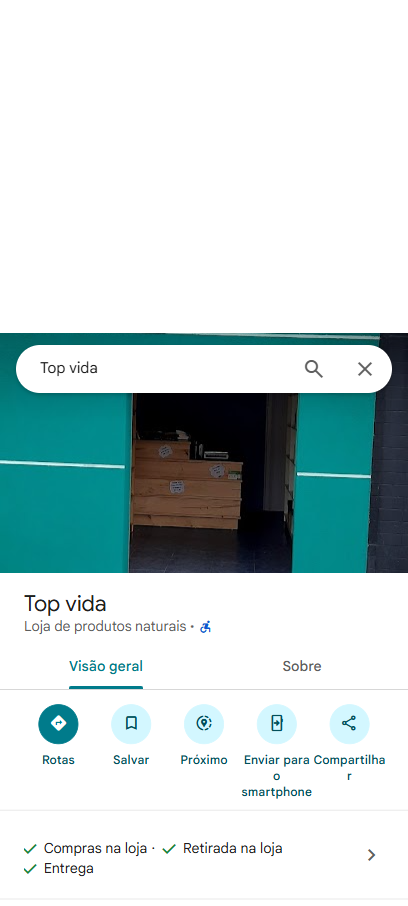 Top vida
Top vida
Loja de produtos naturais ·
Visão geral
Sobre
Rotas
Salvar
Próximo
Enviar para o smartphone
Compartilhar
Compras na loja · Retirada na loja
Entrega